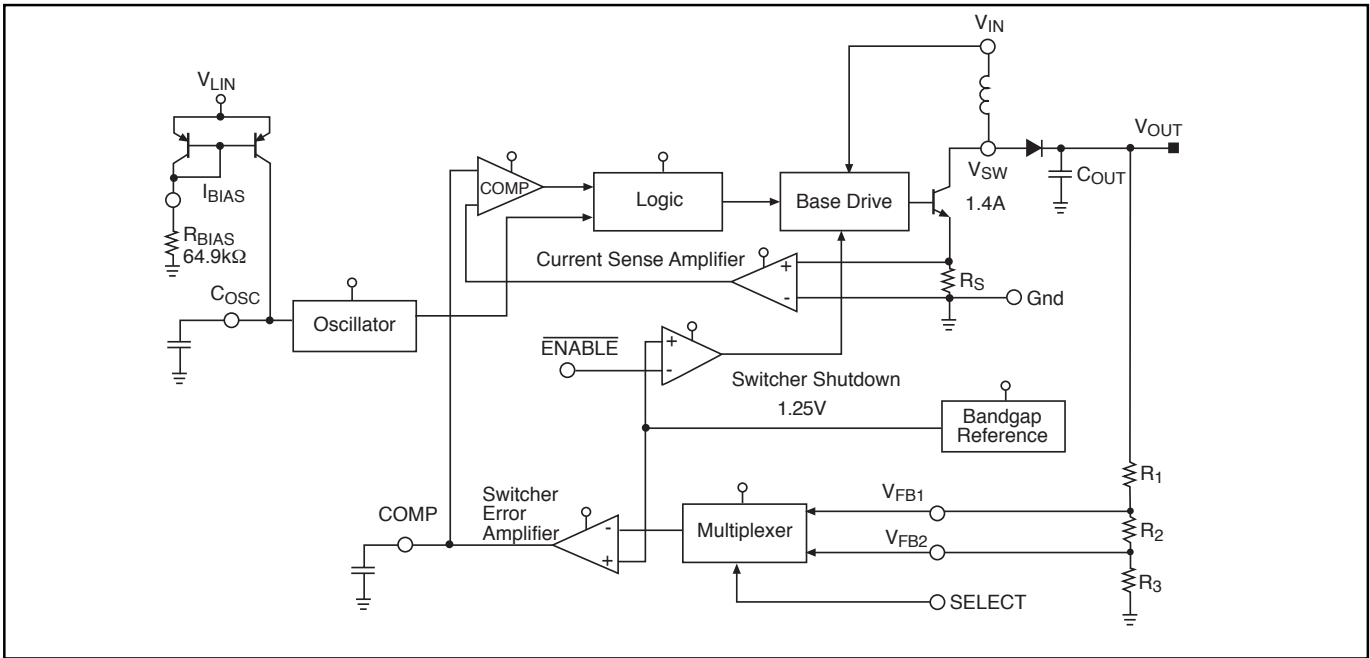 VIN
VLIN
VOUT
COMP
Logic
Base Drive
VSW
COUT
IBIAS
1.4A
RBIAS
64.9kΩ
Current Sense Amplifier
+
-
RS
Gnd
COSC
Oscillator
ENABLE
+
-
Switcher Shutdown
1.25V
Bandgap
Reference
R1
COMP
Switcher
Error
Amplifier
-
+
Multiplexer
VFB1
VFB2
R2
R3
SELECT